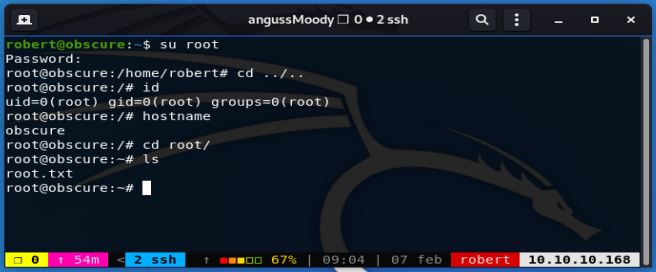 angussMoody ❐ 0 ● 2 ssh
robert@obscure:~$ su root
Password:
root@obscure:/home/robert# cd ../..
root@obscure:/# id
uid=0(root) gid=0(root) groups=0(root)
root@obscure:/# hostname
obscure
root@obscure:/# cd root/
root@obscure:~# ls
root.txt
root@obscure:~#
❐ 0 ↑ 54m < 2 ssh ↑ 67% | 09:04 | 07 feb robert 10.10.10.168